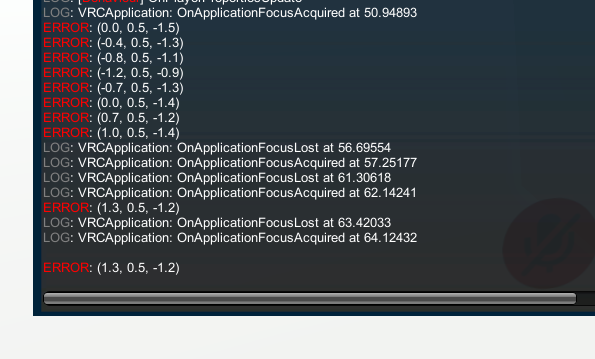 LOG: VRCApplication: OnApplicationFocusAcquired at 50.94893
ERROR: (0.0, 0.5, -1.5)
ERROR: (-0.4, 0.5, -1.3)
ERROR: (-0.8, 0.5, -1.1)
ERROR: (-1.2, 0.5, -0.9)
ERROR: (-0.7, 0.5, -1.3)
ERROR: (0.0, 0.5, -1.4)
ERROR: (0.7, 0.5, -1.2)
ERROR: (1.0, 0.5, -1.4)
LOG: VRCApplication: OnApplicationFocusLost at 56.69554
LOG: VRCApplication: OnApplicationFocusAcquired at 57.25177
LOG: VRCApplication: OnApplicationFocusLost at 61.30618
LOG: VRCApplication: OnApplicationFocusAcquired at 62.14241
ERROR: (1.3, 0.5, -1.2)
LOG: VRCApplication: OnApplicationFocusLost at 63.42033
LOG: VRCApplication: OnApplicationFocusAcquired at 64.12432
ERROR: (1.3, 0.5, -1.2)